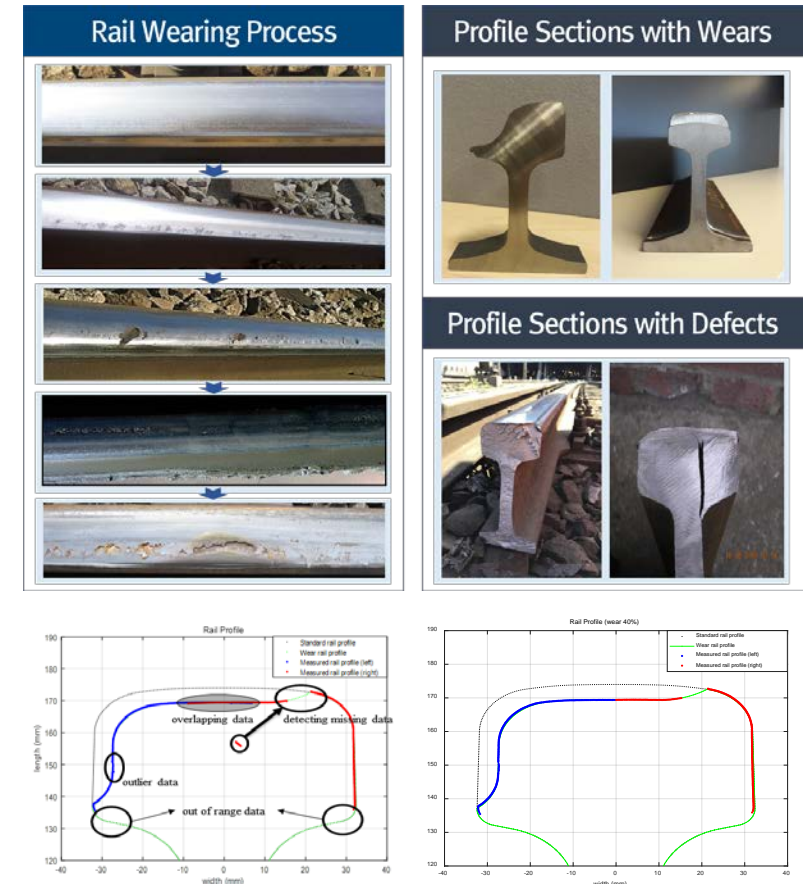 Rail Wearing Process
Profile Sections with Wears
Profile Sections with Defects
Rail Profile
190
180
170
160
150
140
130
120
-40
-30
-20
-10
0
10
20
30
40
length (mm)
width (mm)
Standard rail profile
Wear rail profile
Measured rail profile (left)
Measured rail profile (right)
overlapping data
detecting missing data
outlier data
out of range data
Rail Profile (wear 40%)
190
180
170
160
150
140
130
120
-40
-30
-20
-10
0
10
20
30
40
width (mm)
Standard rail profile
Wear rail profile
Measured rail profile (left)
Measured rail profile (right)